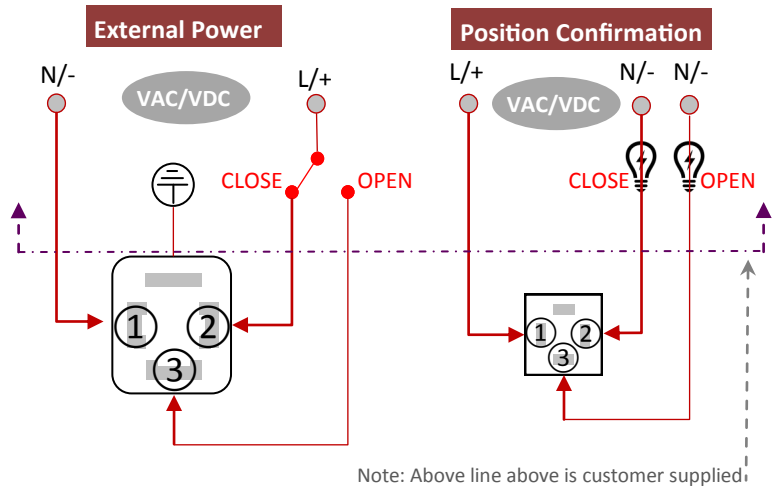 External Power
Position Confirmation
N/-
VAC/VDC
L/+
L/+
VAC/VDC
N/-
N/-
CLOSE
OPEN
CLOSE
OPEN
1
2
3
1
2
3
Note: Above line above is customer supplied